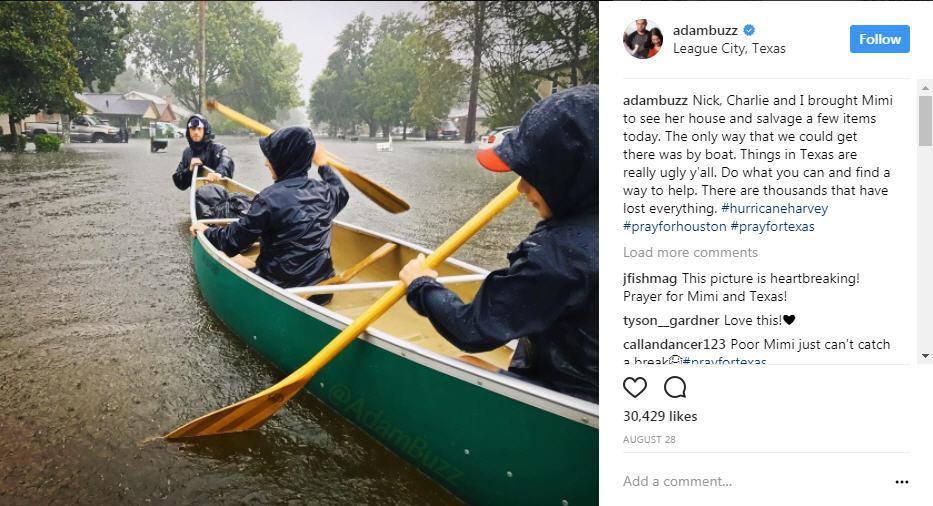 adambuzz
League City, Texas
Follow
adambuzz Nick, Charlie and I brought Mimi
to see her house and salvage a few items
today. The only way that we could get
there was by boat. Things in Texas are
really ugly y'all. Do what you can and find a
way to help. There are thousands that have
lost everything. #hurricaneharvey
#prayforhouston #prayfortexas
Load more comments
jfishmag This picture is heartbreaking!
Prayer for Mimi and Texas!
tyson__gardner Love this!🖤
callandancer123 Poor Mimi just can't catch
a break #prayfortexas
30,429 likes
AUGUST 28
Add a comment...
@AdamBuzz